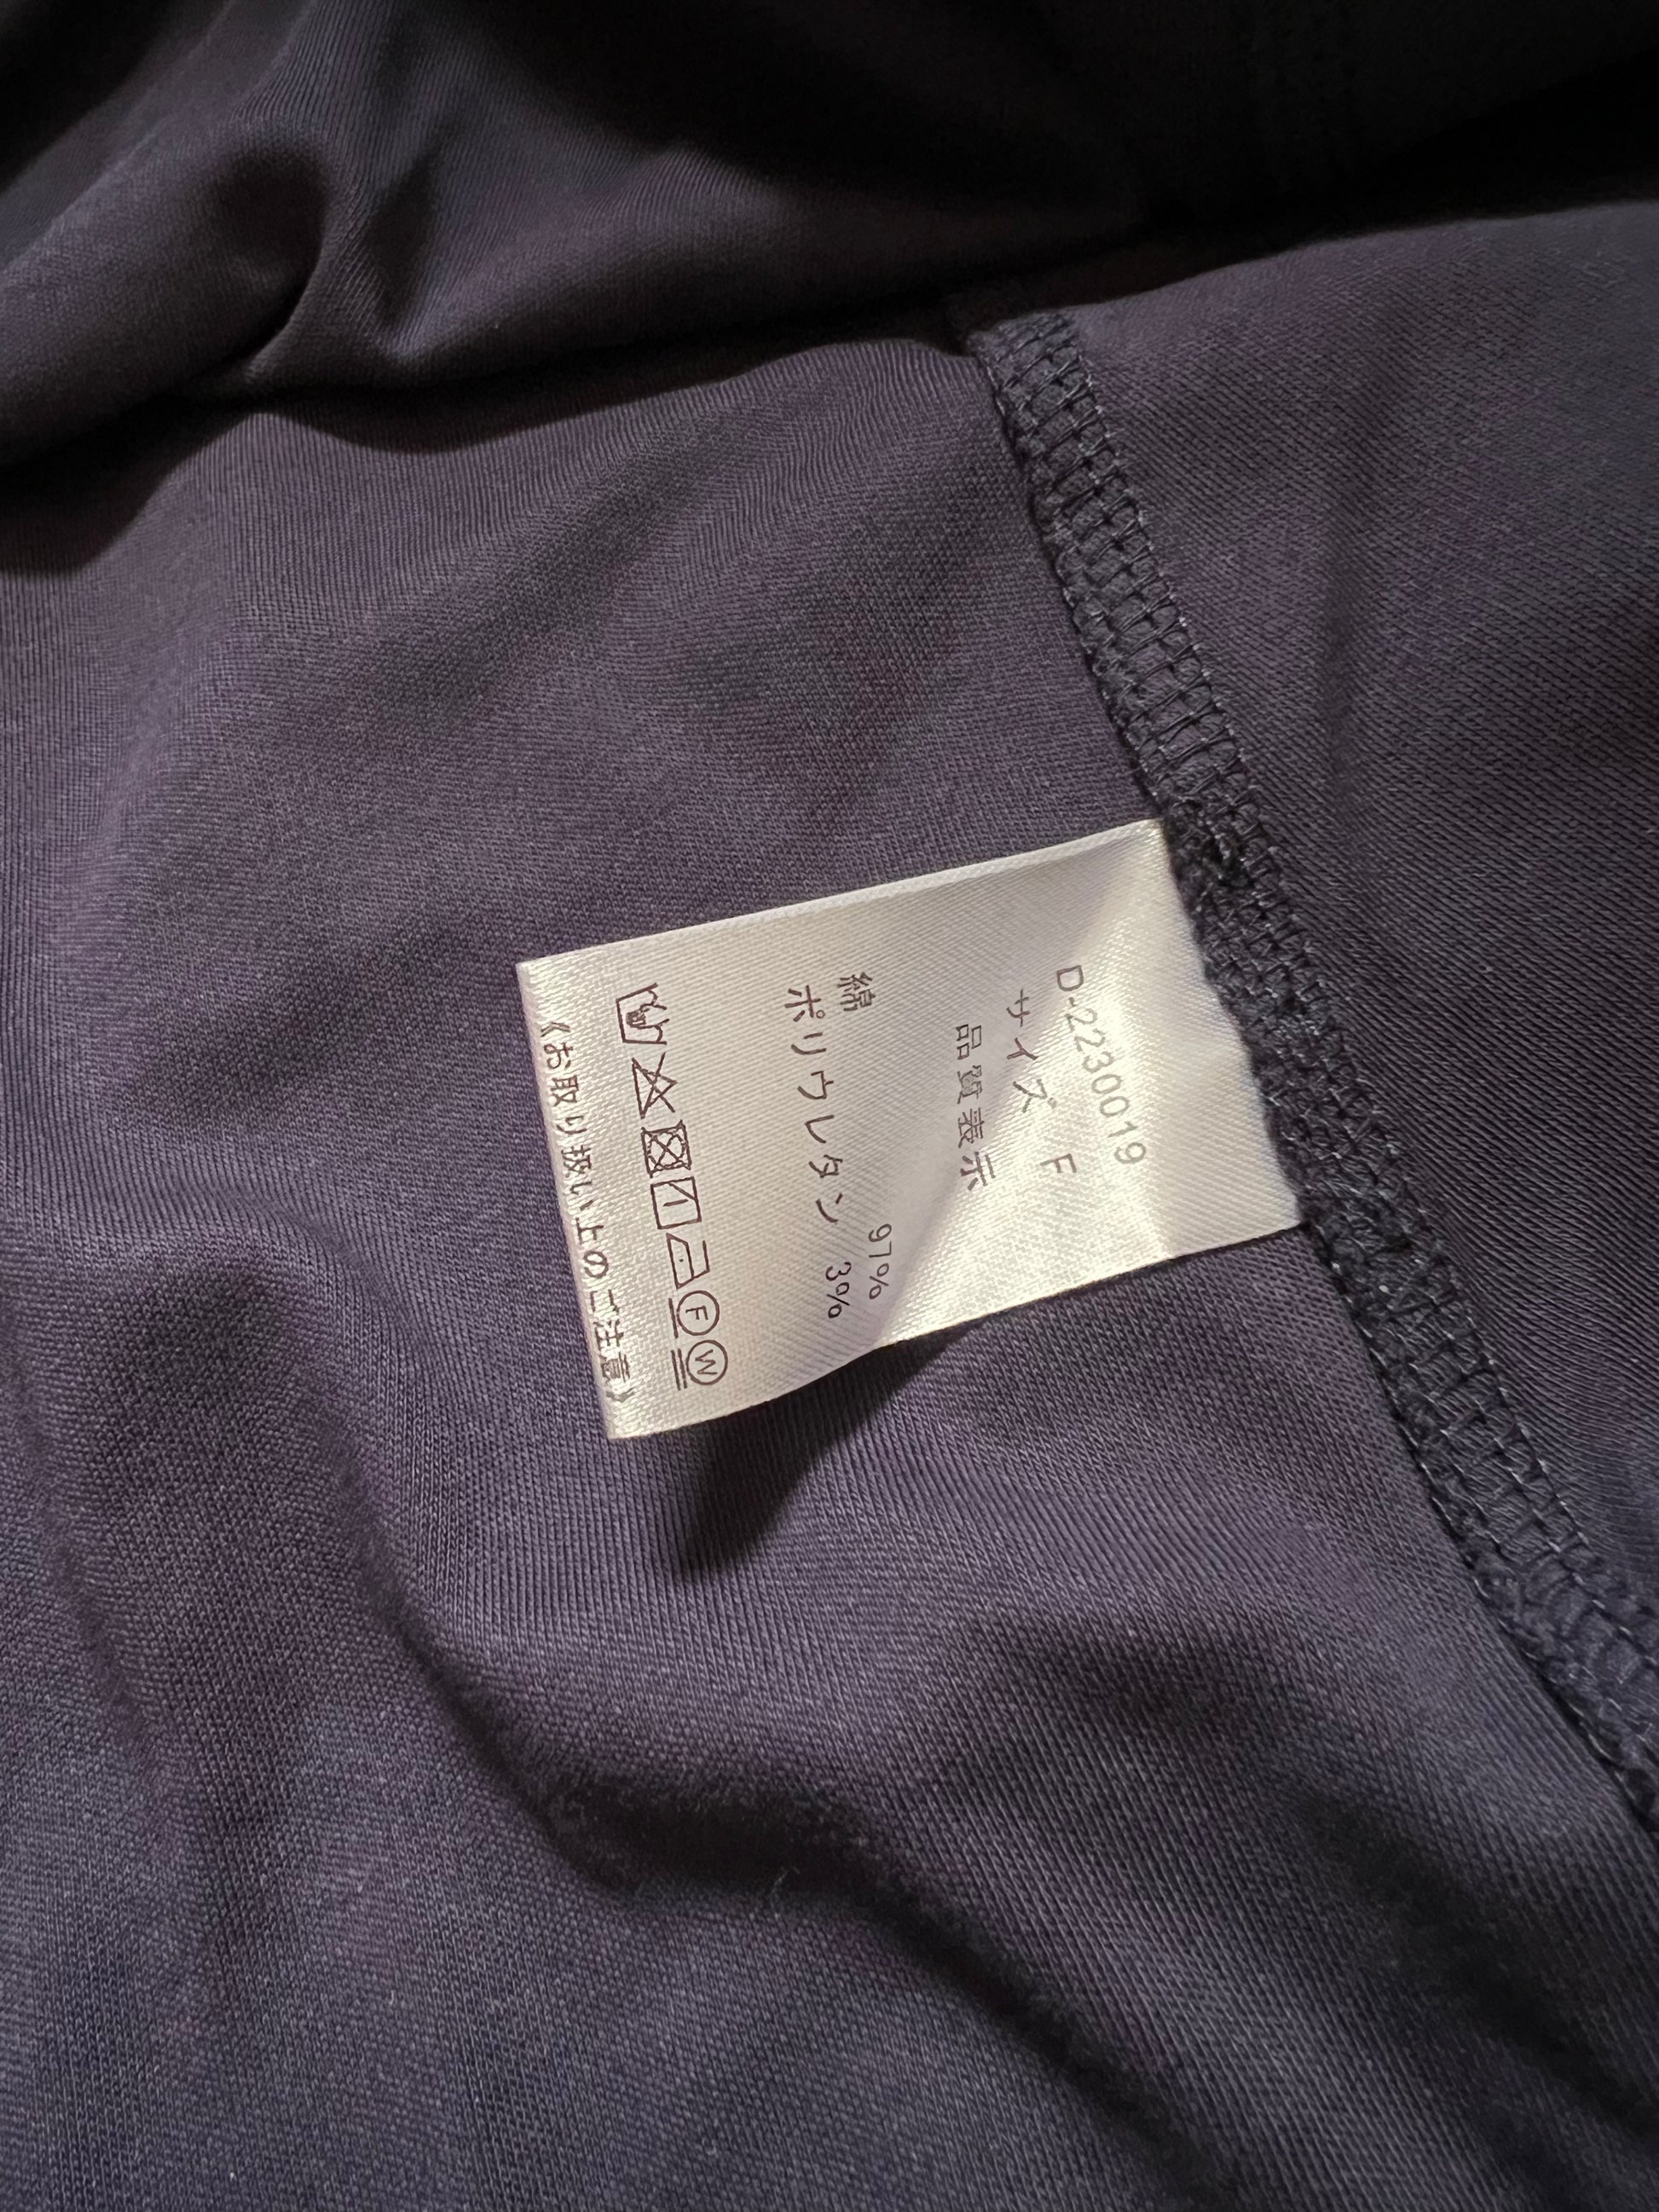 D-22300019
サイズ F
品質表示
綿 97%
ポリウレタン 3%
F W
《お取り扱い上のご注意》